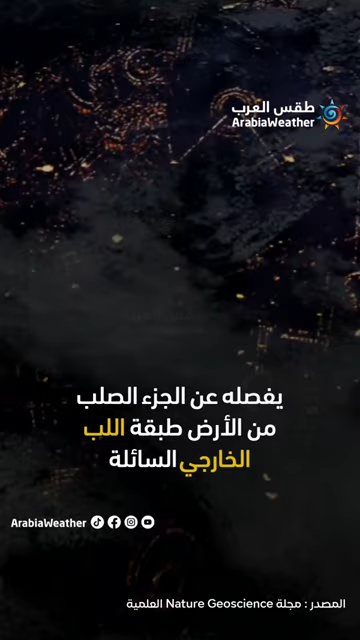 طقس العرب
ArabiaWeather
يفصله عن الجزء الصلب
من الأرض طبقة اللب
الخارجي السائلة
ArabiaWeather
المصدر : مجلة Nature Geoscience العلمية